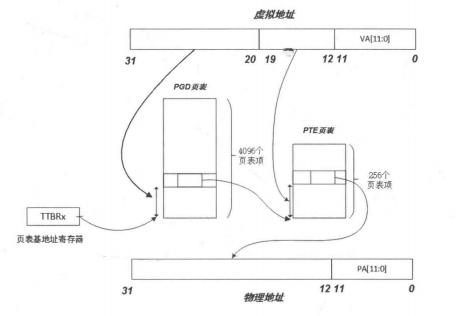 虚拟地址
VA[11:0]
31 20 19 12 11 0
PGD页表
4096个
页表项
PTE页表
256个
页表项
TTBRx
页表基地址寄存器
PA[11:0]
31 12 11 0
物理地址